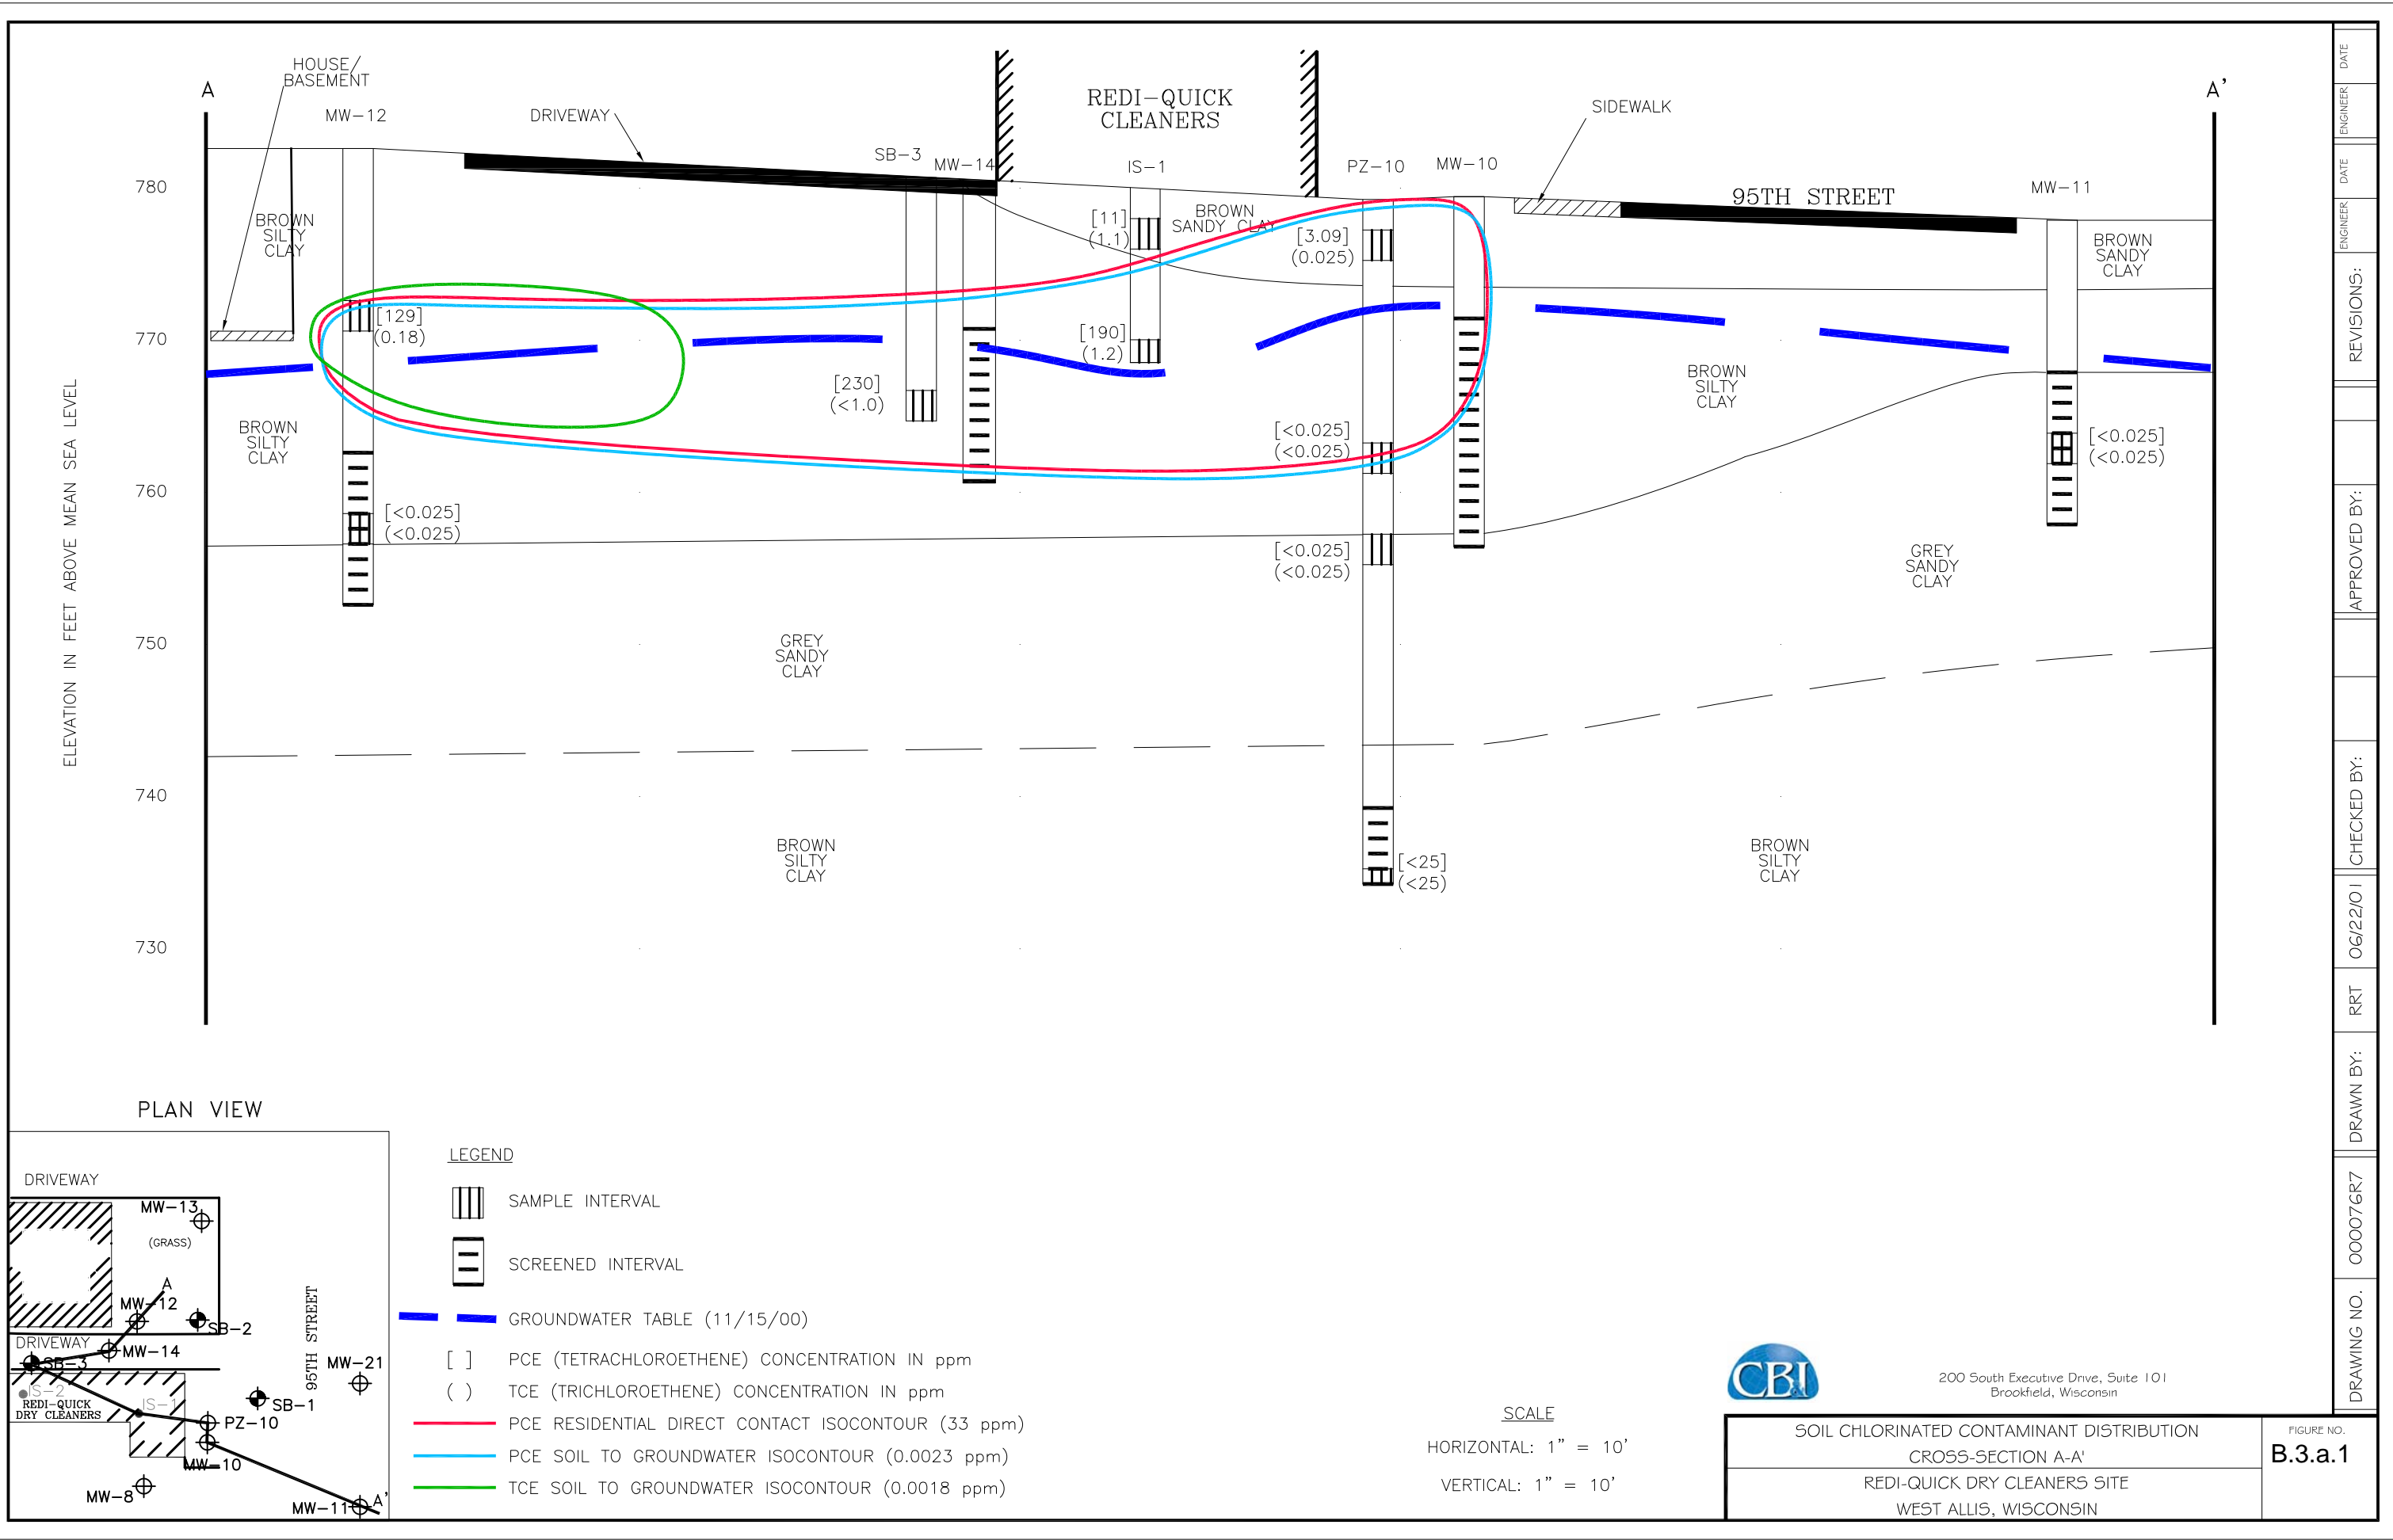 HOUSE/
BASEMENT
A
MW-12
DRIVEWAY
SB-3
MW-14
REDI-QUICK
CLEANERS
IS-1
PZ-10
MW-10
SIDEWALK
95TH STREET
MW-11
A'
ELEVATION IN FEET ABOVE MEAN SEA LEVEL
780
770
760
750
740
730
BROWN
SILTY
CLAY
BROWN
SILTY
CLAY
[129]
(0.18)
[<0.025]
(<0.025)
[230]
(<1.0)
[11]
(1.1)
[190]
(1.2)
BROWN
SANDY CLAY
[3.09]
(0.025)
[<0.025]
(<0.025)
[<0.025]
(<0.025)
[<25]
(<25)
BROWN
SILTY
CLAY
BROWN
SANDY
CLAY
[<0.025]
(<0.025)
GREY
SANDY
CLAY
GREY
SANDY
CLAY
BROWN
SILTY
CLAY
BROWN
SILTY
CLAY
PLAN VIEW
DRIVEWAY
MW-13
(GRASS)
A
MW-12
SB-2
DRIVEWAY
MW-14
SB-3
95TH STREET
MW-21
IS-2
IS-1
REDI-QUICK
DRY CLEANERS
SB-1
PZ-10
MW-10
MW-8
MW-11
A'
LEGEND
SAMPLE INTERVAL
SCREENED INTERVAL
GROUNDWATER TABLE (11/15/00)
[ ] PCE (TETRACHLOROETHENE) CONCENTRATION IN ppm
( ) TCE (TRICHLOROETHENE) CONCENTRATION IN ppm
PCE RESIDENTIAL DIRECT CONTACT ISOCONTOUR (33 ppm)
PCE SOIL TO GROUNDWATER ISOCONTOUR (0.0023 ppm)
TCE SOIL TO GROUNDWATER ISOCONTOUR (0.0018 ppm)
SCALE
HORIZONTAL: 1" = 10'
VERTICAL: 1" = 10'
CB&I
200 South Executive Drive, Suite 101
Brookfield, Wisconsin
SOIL CHLORINATED CONTAMINANT DISTRIBUTION
CROSS-SECTION A-A'
REDI-QUICK DRY CLEANERS SITE
WEST ALLIS, WISCONSIN
FIGURE NO.
B.3.a.1
DATE
ENGINEER
DATE
ENGINEER
REVISIONS:
APPROVED BY:
CHECKED BY:
06/22/01
RRT
DRAWN BY:
000076R7
DRAWING NO.